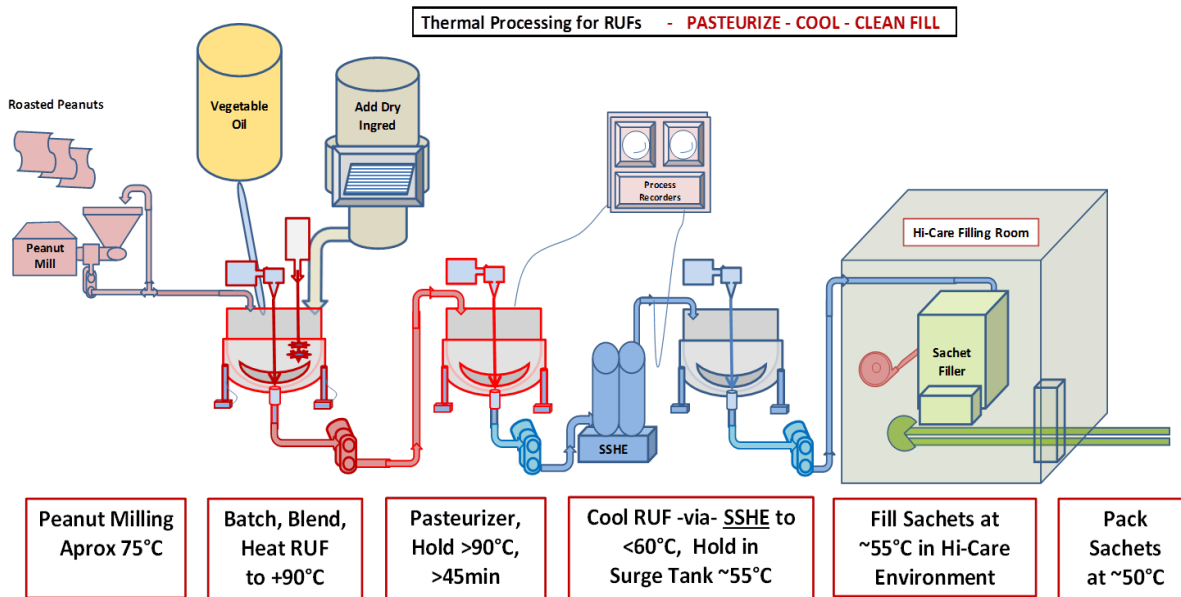 Thermal Processing for RUFs - PASTEURIZE - COOL - CLEAN FILL
Roasted Peanuts
Vegetable
Oil
Add Dry
Ingred
Process
Recorders
Hi-Care Filling Room
Peanut
Mill
Sachet
Filler
SSHE
Peanut Milling
Aprox 75°C
Batch, Blend,
Heat RUF
to +90°C
Pasteurizer,
Hold >90°C,
>45min
Cool RUF -via- SSHE to
<60°C, Hold in
Surge Tank ~55°C
Fill Sachets at
~55°C in Hi-Care
Environment
Pack
Sachets
at ~50°C